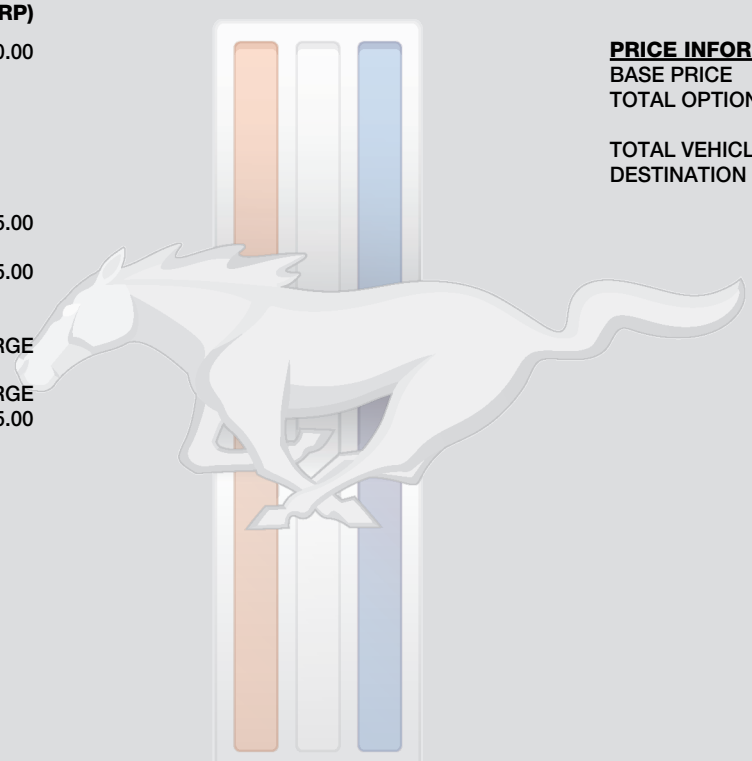 RP)
0.00
5.00
5.00
RGE
RGE
5.00
PRICE INFOR
BASE PRICE
TOTAL OPTION
TOTAL VEHICL
DESTINATION